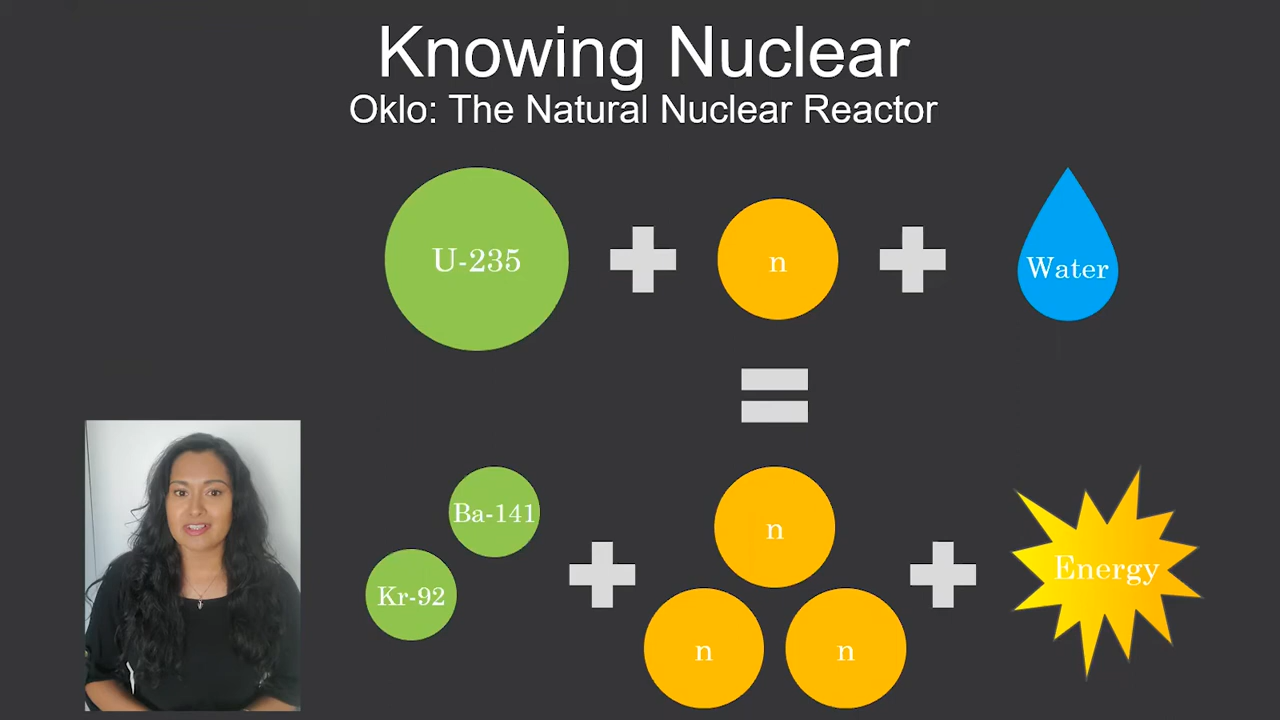 Knowing Nuclear
Oklo: The Natural Nuclear Reactor
U-235
n
Water
Ba-141
Kr-92
n
n
n
Energy